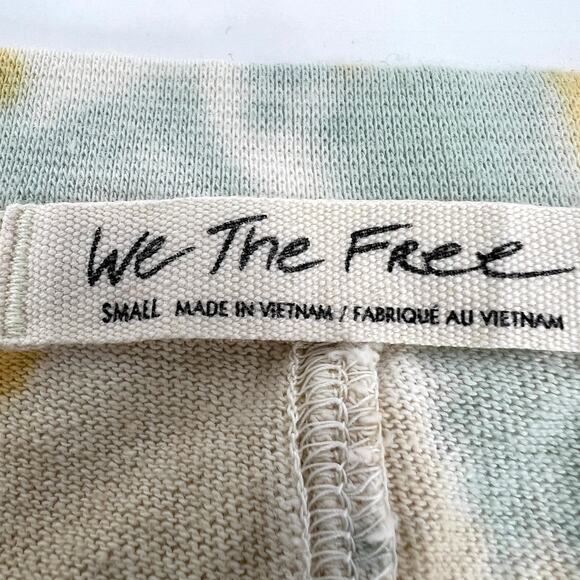 We The Free
SMALL MADE IN VIETNAM / FABRIQUÉ AU VIETNAM